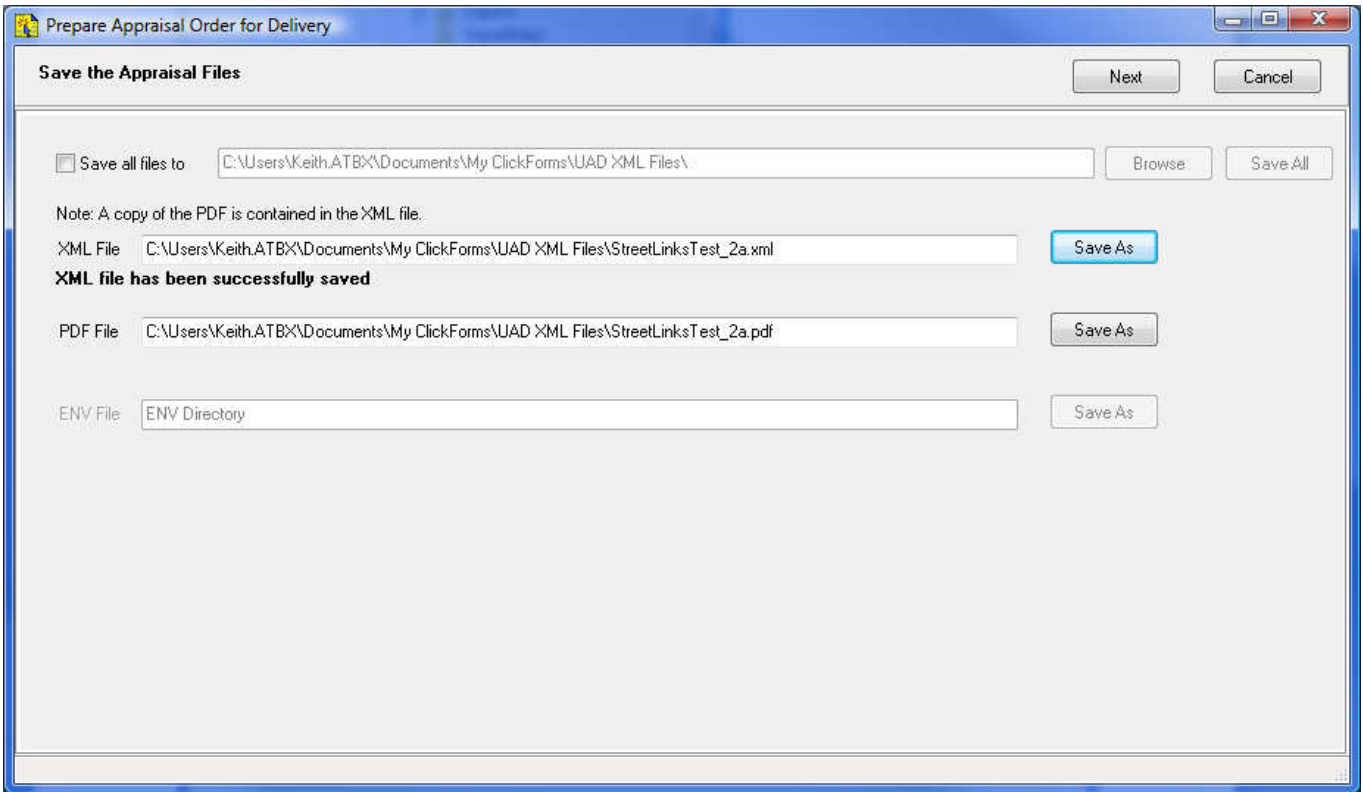 Prepare Appraisal Order for Delivery
Save the Appraisal Files
Next
Cancel
Save all files to
C:\Users\Keith.ATBX\Documents\My ClickForms\UAD XML Files\
Browse
Save All
Note: A copy of the PDF is contained in the XML file.
XML File
C:\Users\Keith.ATBX\Documents\My ClickForms\UAD XML Files\StreetLinksTest_2a.xml
Save As
XML file has been successfully saved
PDF File
C:\Users\Keith.ATBX\Documents\My ClickForms\UAD XML Files\StreetLinksTest_2a.pdf
Save As
ENV File
ENV Directory
Save As